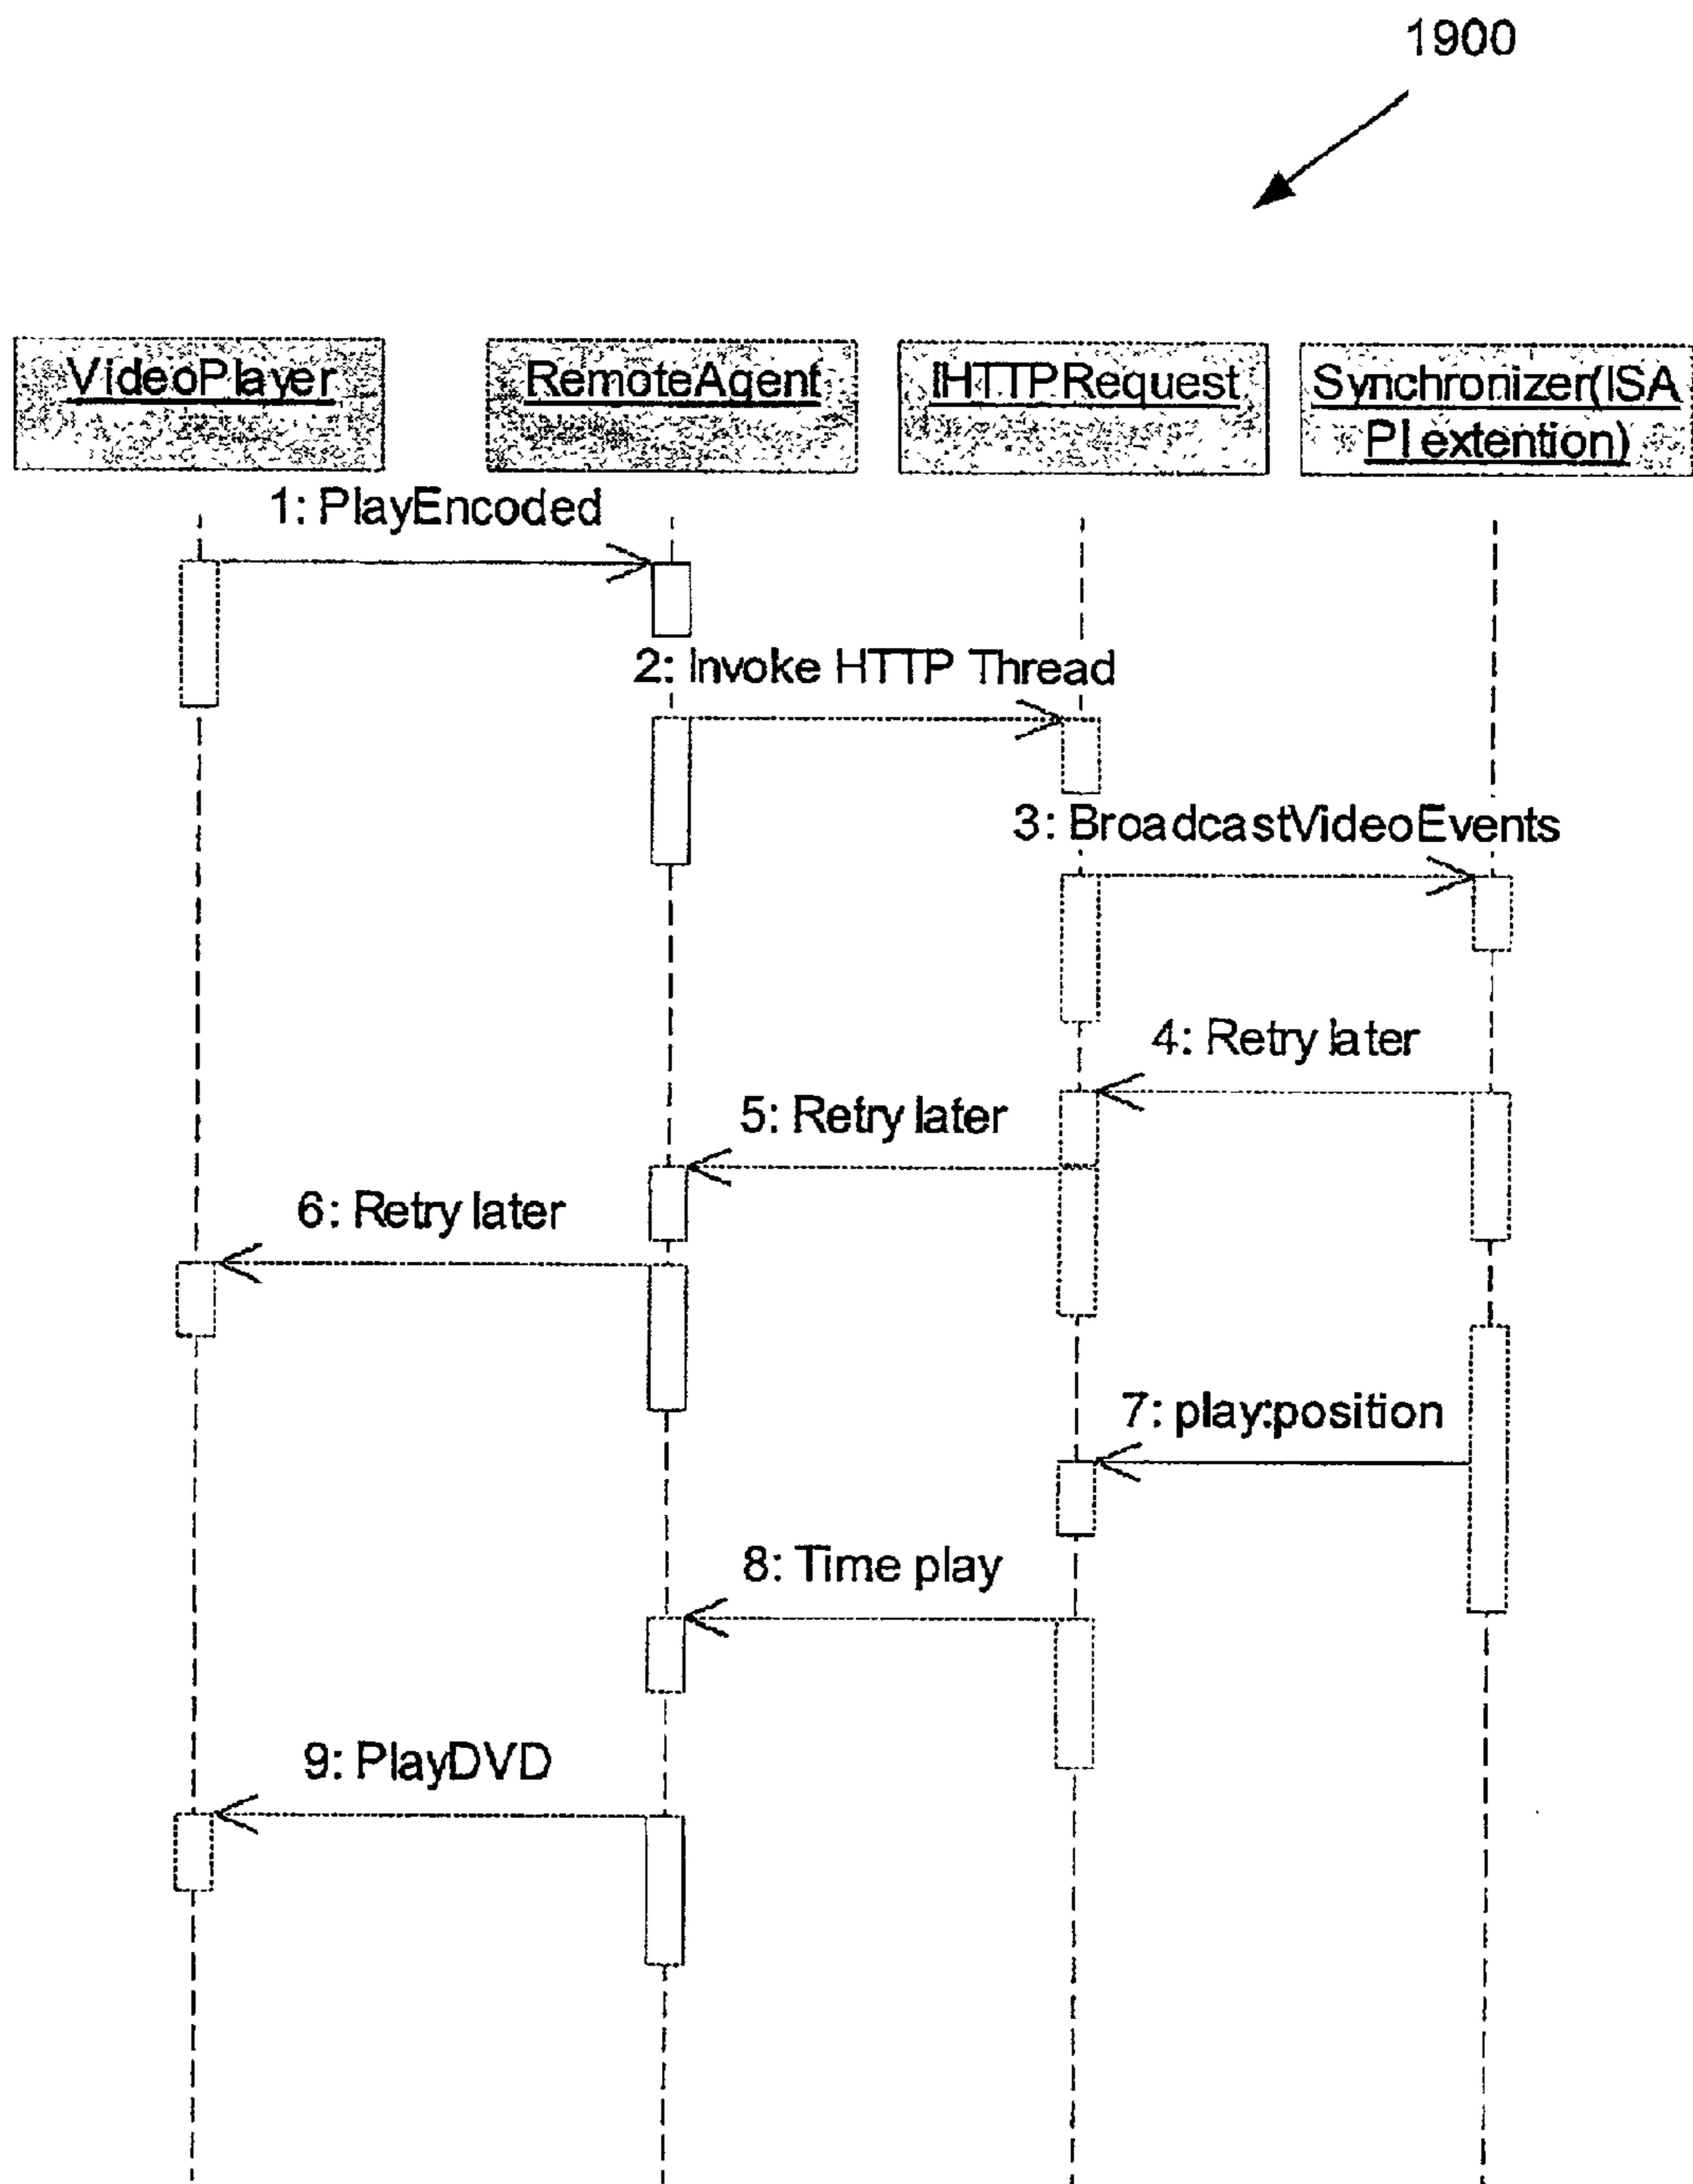 1900
VideoPlayer
RemoteAgent
IHTTPRequest
Synchronizer(ISA
PI extention)
1: PlayEncoded
2: Invoke HTTP Thread
3: BroadcastVideoEvents
4: Retry later
5: Retry later
6: Retry later
7: play:position
8: Time play
9: PlayDVD